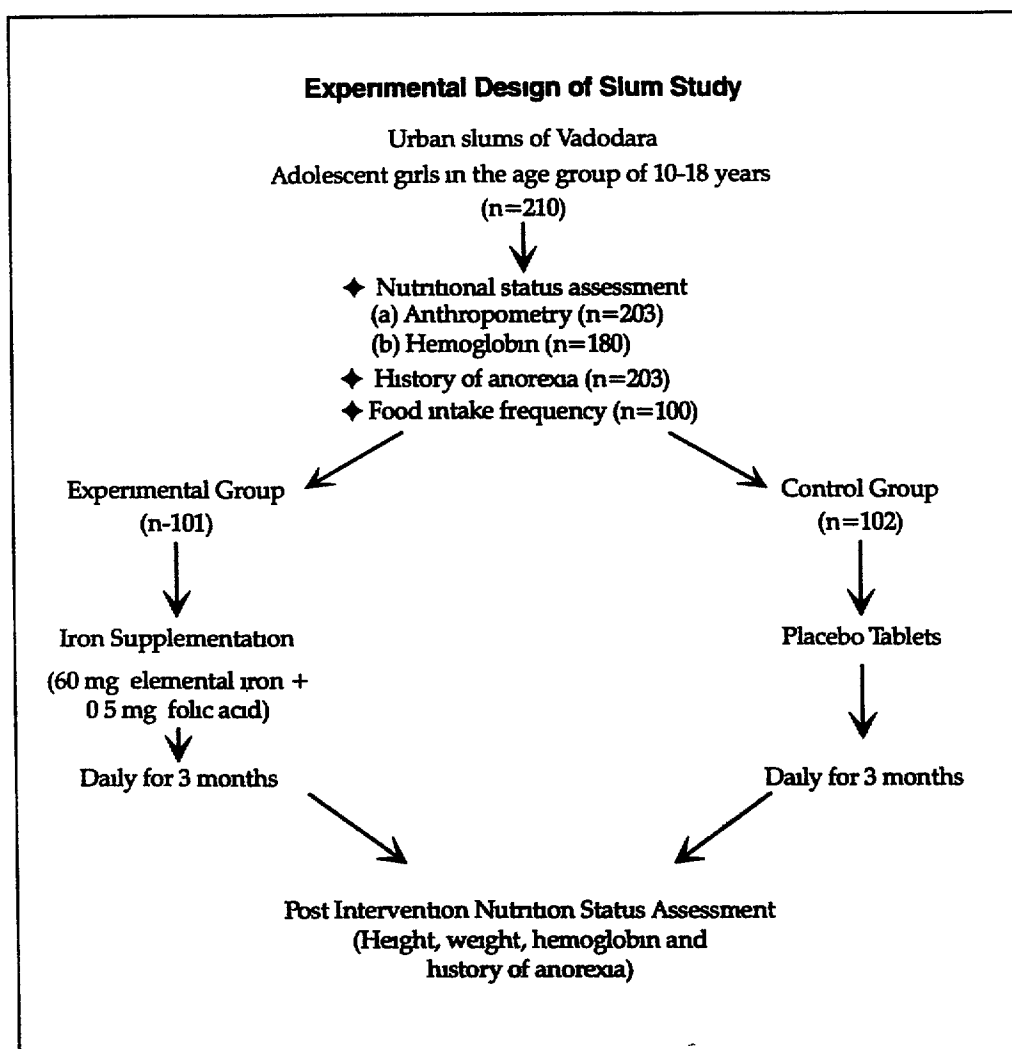 Experimental Design of Slum Study
Urban slums of Vadodara
Adolescent girls in the age group of 10-18 years
(n=210)
✦ Nutritional status assessment
(a) Anthropometry (n=203)
(b) Hemoglobin (n=180)
✦ History of anorexia (n=203)
✦ Food intake frequency (n=100)
Experimental Group
(n-101)
Control Group
(n=102)
Iron Supplementation
(60 mg elemental iron +
0 5 mg folic acid)
Placebo Tablets
Daily for 3 months
Daily for 3 months
Post Intervention Nutrition Status Assessment
(Height, weight, hemoglobin and
history of anorexia)